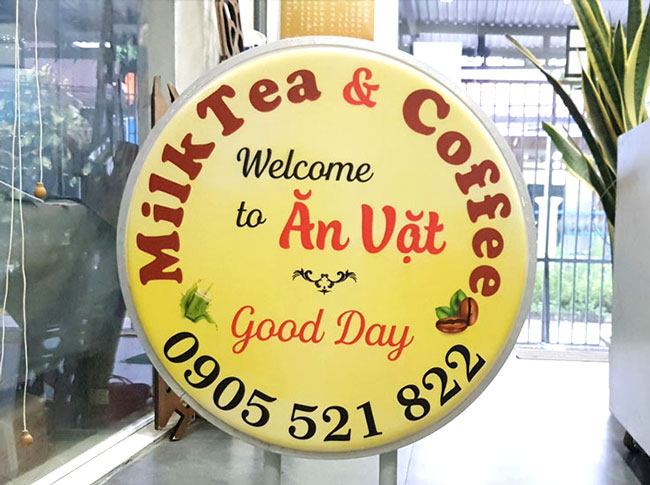 MilkTea & Coffee
Welcome
to Ăn Vặt
Good Day
0905 521 822